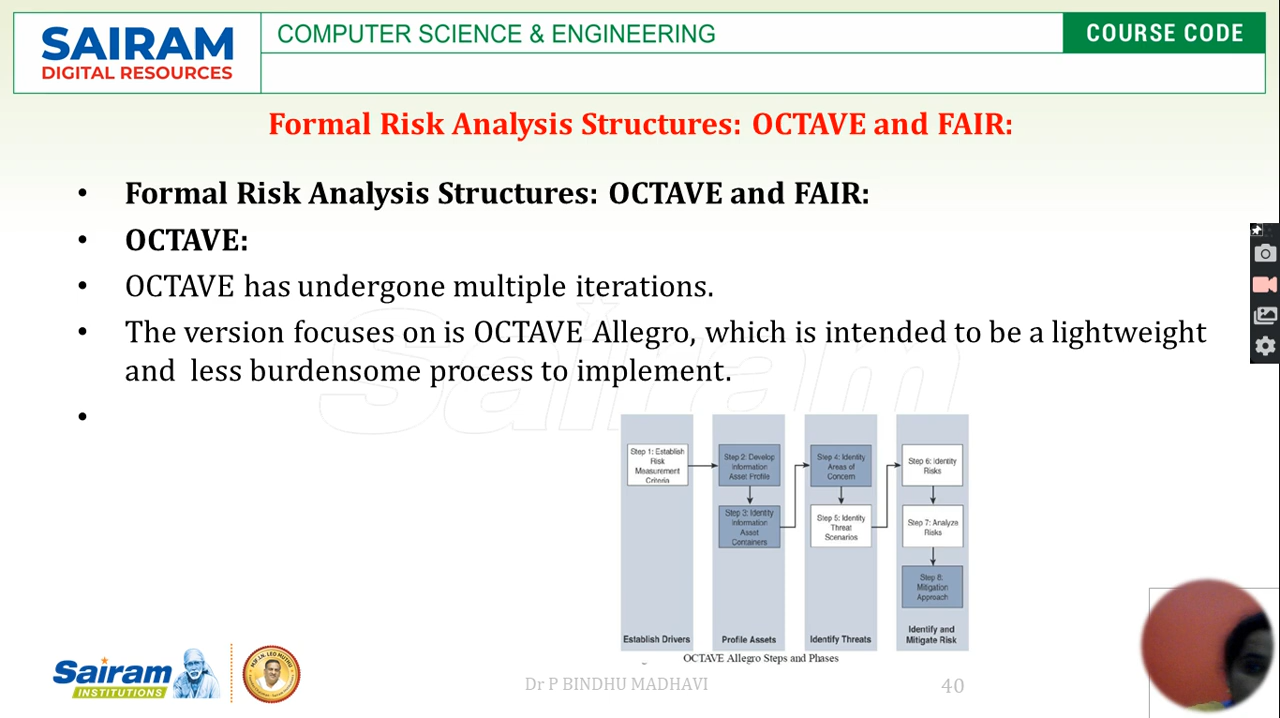 SAIRAM
DIGITAL RESOURCES
COMPUTER SCIENCE & ENGINEERING
COURSE CODE
Formal Risk Analysis Structures: OCTAVE and FAIR:
• Formal Risk Analysis Structures: OCTAVE and FAIR:
• OCTAVE:
• OCTAVE has undergone multiple iterations.
• The version focuses on is OCTAVE Allegro, which is intended to be a lightweight
and less burdensome process to implement.
•
Sairam
Step 1: Establish
Risk
Measurement
Criteria
Step 2: Develop
Information
Asset Profile
Step 3: Identity
Information
Asset
Containers
Step 4: Identity
Areas of
Concern
Step 5: Identity
Threat
Scenarios
Step 6: Identity
Risks
Step 7: Analyze
Risks
Step 8:
Mitigation
Approach
Establish Drivers
Profile Assets
Identify Threats
Identify and
Mitigate Risk
OCTAVE Allegro Steps and Phases
Sairam
INSTITUTIONS
Dr P BINDHU MADHAVI
40